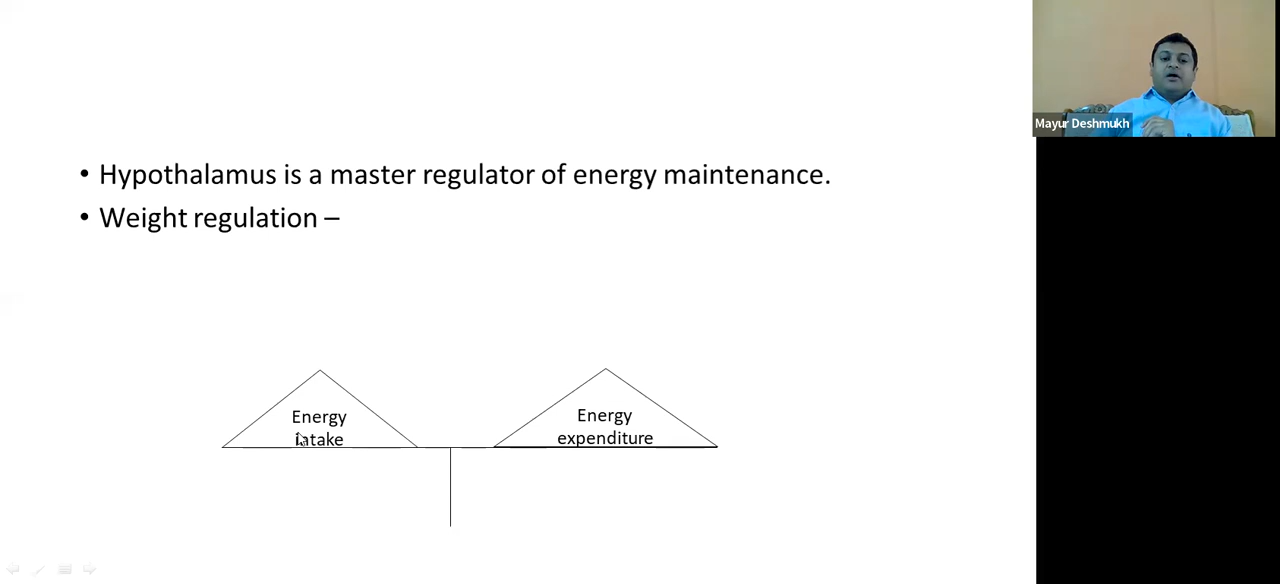 • Hypothalamus is a master regulator of energy maintenance.
• Weight regulation –
Energy
intake
Energy
expenditure
Mayur Deshmukh